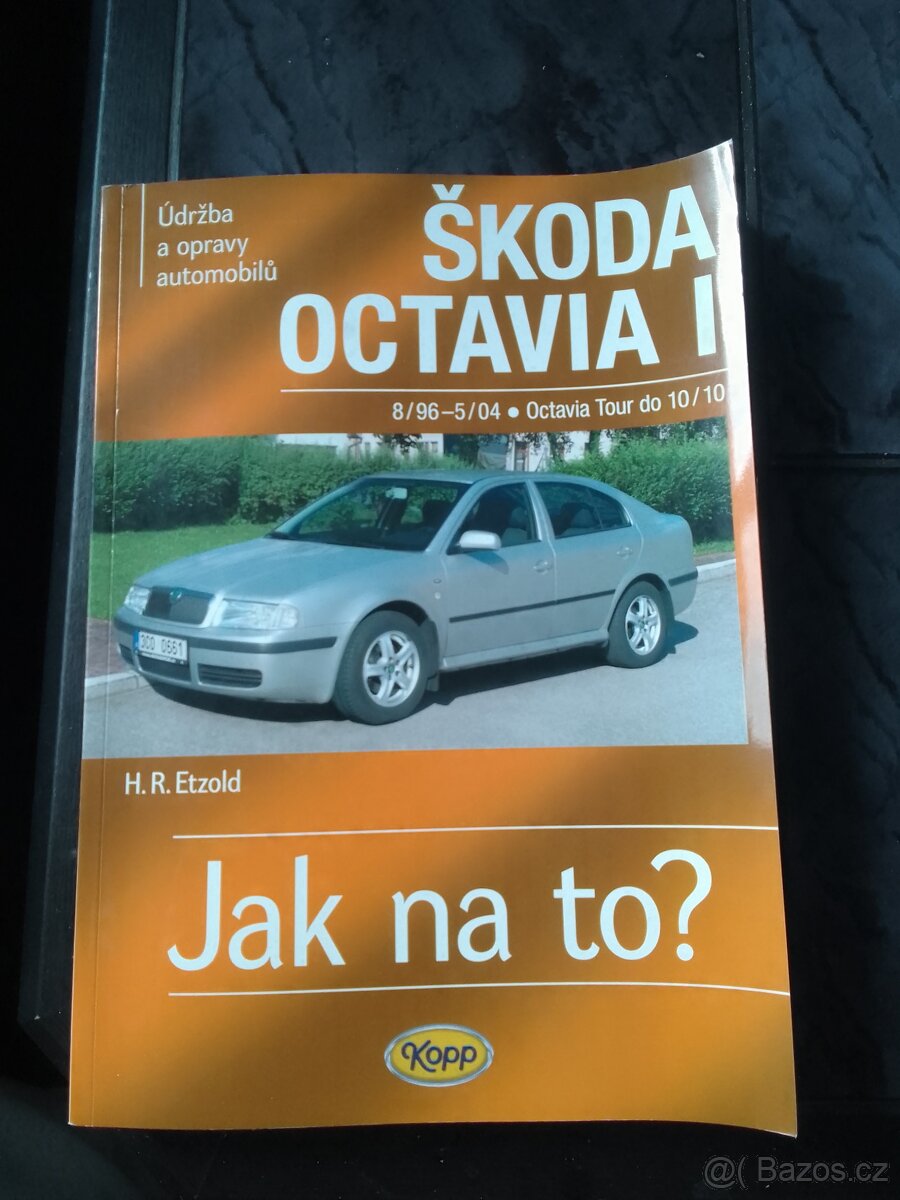 Údržba
a opravy
automobilů
ŠKODA
OCTAVIA I
8/96–5/04 • Octavia Tour do 10/10
3C0 0661
H. R. Etzold
Jak na to?
Kopp
@( Bazos.cz